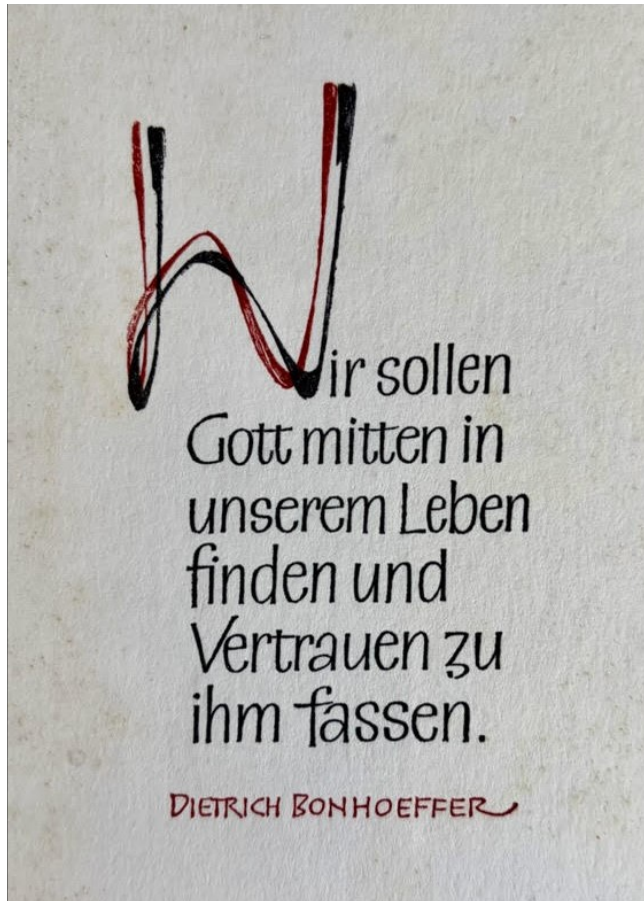 Wir sollen
Gott mitten in
unserem Leben
finden und
Vertrauen zu
ihm fassen.
DIETRICH BONHOEFFER